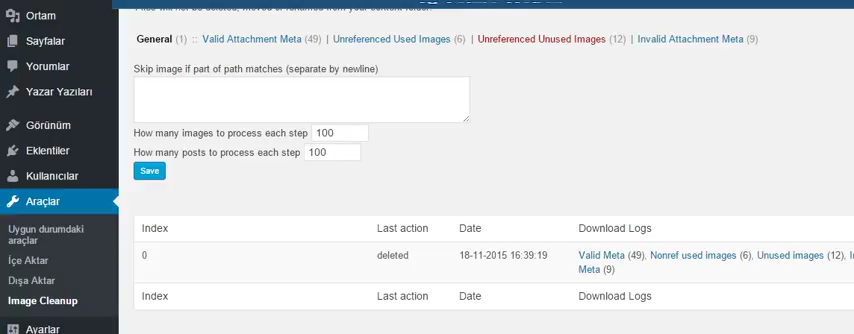 Ortam
Sayfalar
Yorumlar
Yazar Yazıları
Görünüm
Eklentiler
Kullanıcılar
Araçlar
Uygun durumdaki
araçlar
İçe Aktar
Dışa Aktar
Image Cleanup
Ayarlar
General (1) :: Valid Attachment Meta (49) | Unreferenced Used Images (6) | Unreferenced Unused Images (12) | Invalid Attachment Meta (9)
Skip image if part of path matches (separate by newline)
How many images to process each step 100
How many posts to process each step 100
Save
Index Last action Date Download Logs
0 deleted 18-11-2015 16:39:19 Valid Meta (49), Nonref used images (6), Unused images (12),
Meta (9)
Index Last action Date Download Logs